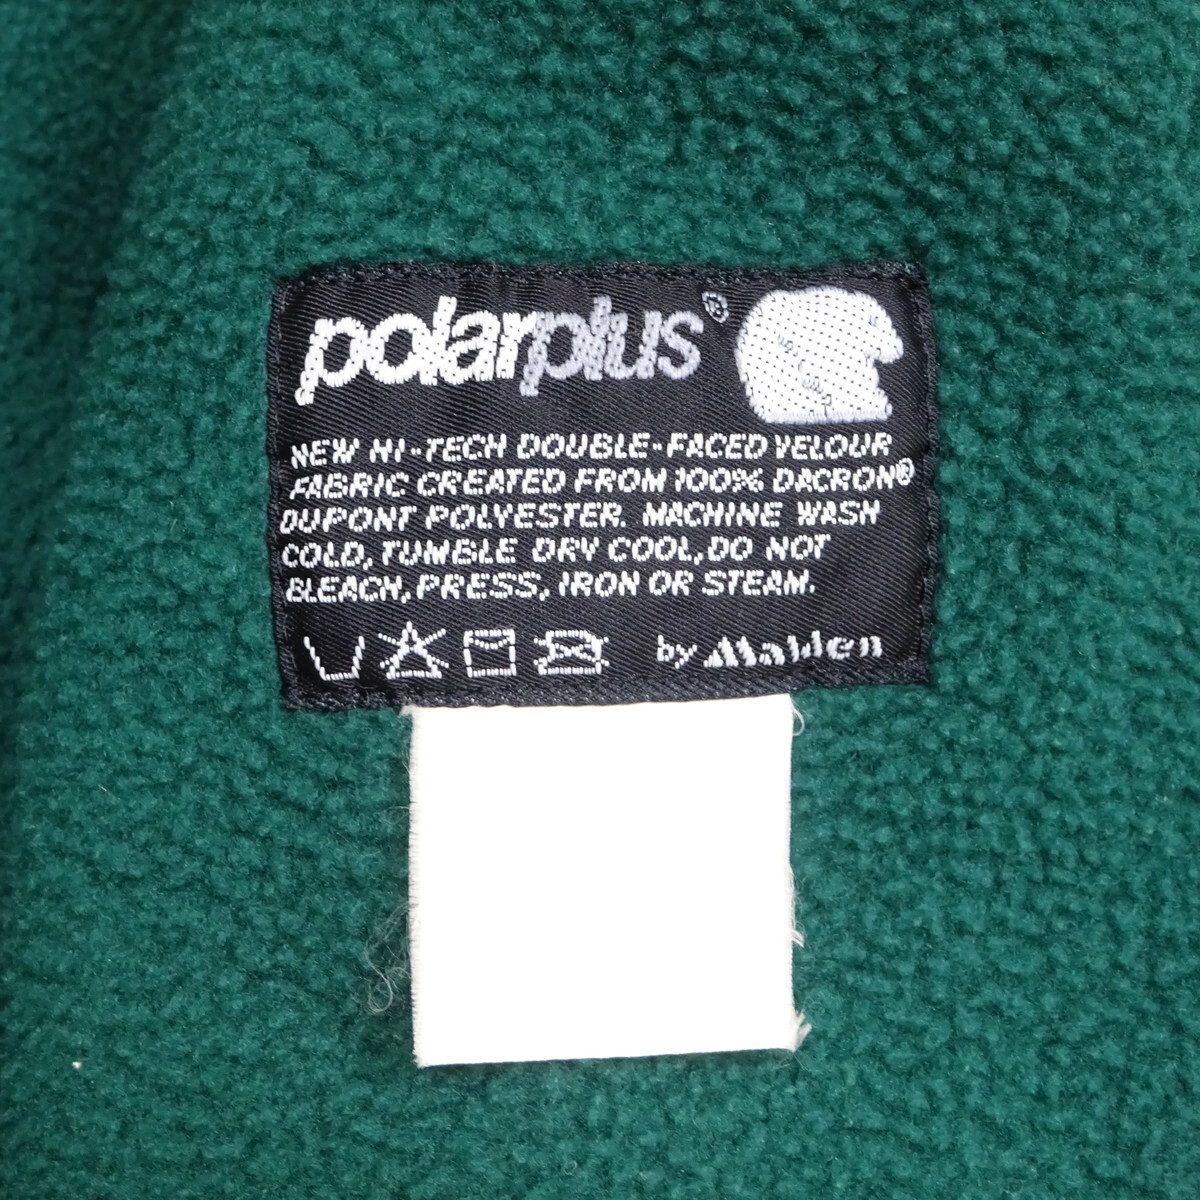 polarplus®
NEW HI-TECH DOUBLE-FACED VELOUR
FABRIC CREATED FROM 100% DACRON®
DUPONT POLYESTER. MACHINE WASH
COLD, TUMBLE DRY COOL, DO NOT
BLEACH, PRESS, IRON OR STEAM.
by Malden